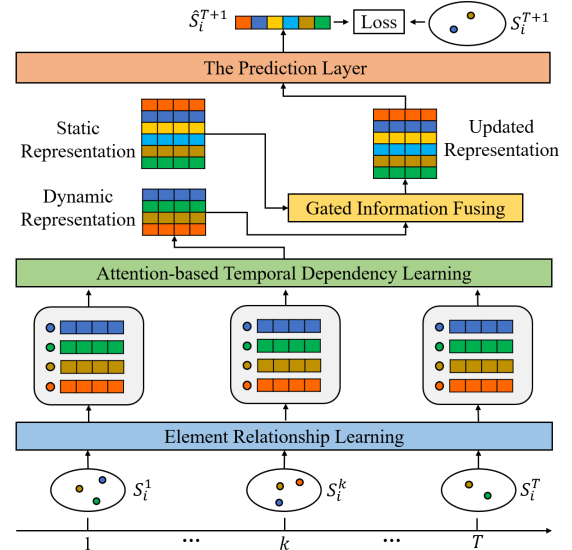 Ŝ_i^{T+1}
Loss
S_i^{T+1}
The Prediction Layer
Static
Representation
Updated
Representation
Dynamic
Representation
Gated Information Fusing
Attention-based Temporal Dependency Learning
Element Relationship Learning
S_i^1
S_i^k
S_i^T
1 ... k ... T